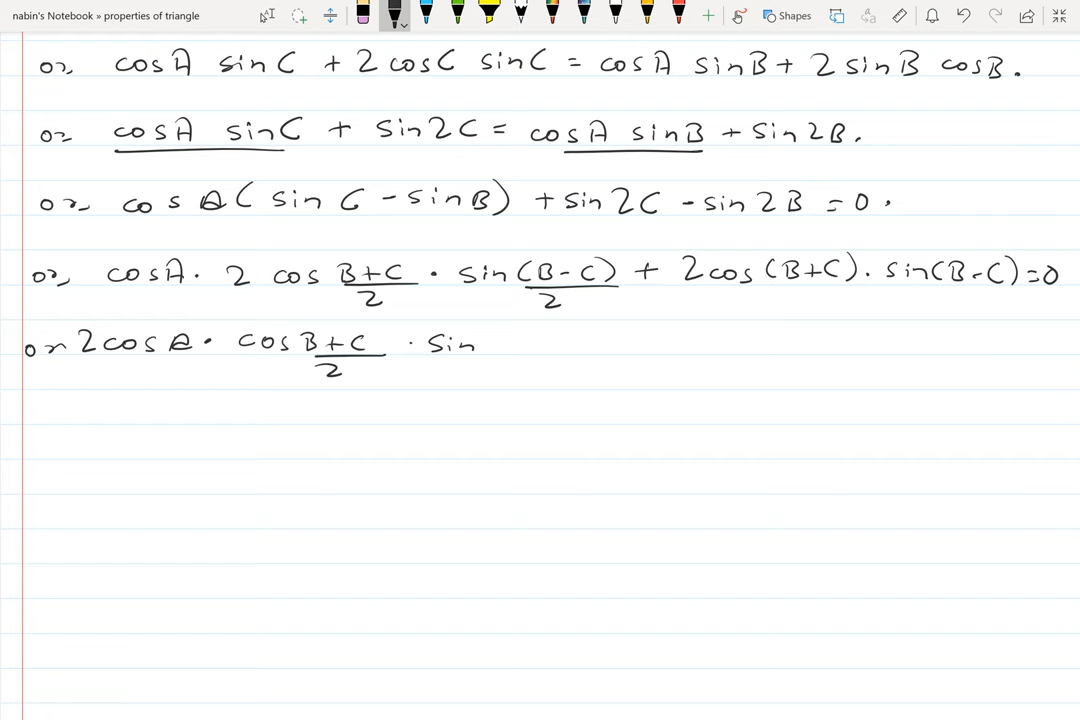 nabin's Notebook » properties of triangle Shapes
or cosA sinC + 2 cosC sinC = cosA sinB + 2 sinB cosB.
or cosA sinC + sin2C = cosA sinB + sin2B.
or cosA (sinC - sinB) + sin2C - sin2B = 0.
or, cosA. 2 cos (B+C)/2 . sin (B-C)/2 + 2cos(B+C). sin(B-C)=0
or 2cosA. cos (B+C)/2 . sin